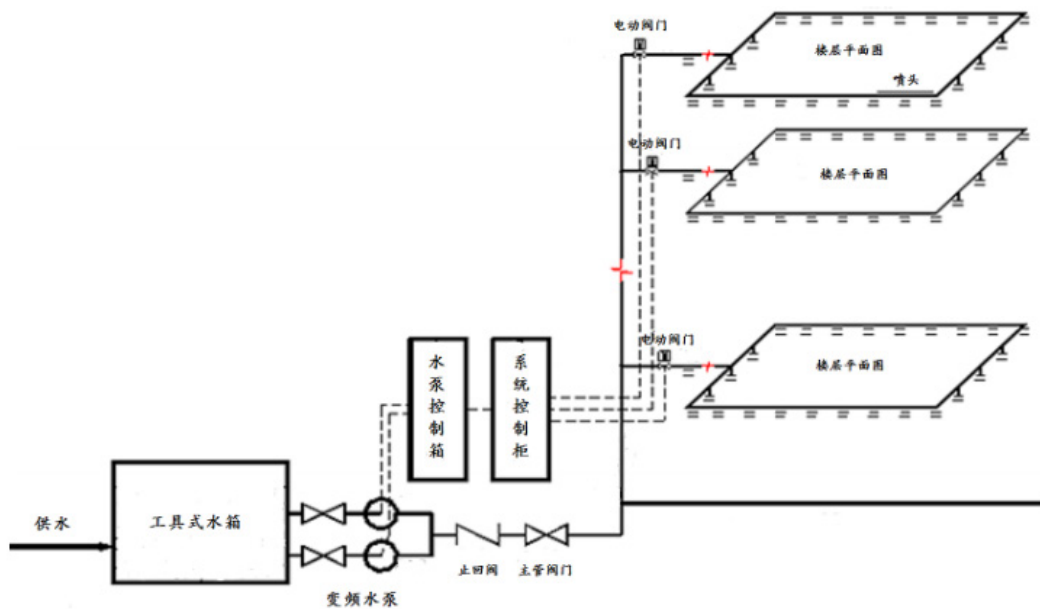 电动阀门
楼层平面图
喷头
电动阀门
楼层平面图
电动阀门
楼层平面图
水泵控制箱
系统控制柜
供水
工具式水箱
止回阀
主管阀门
变频水泵